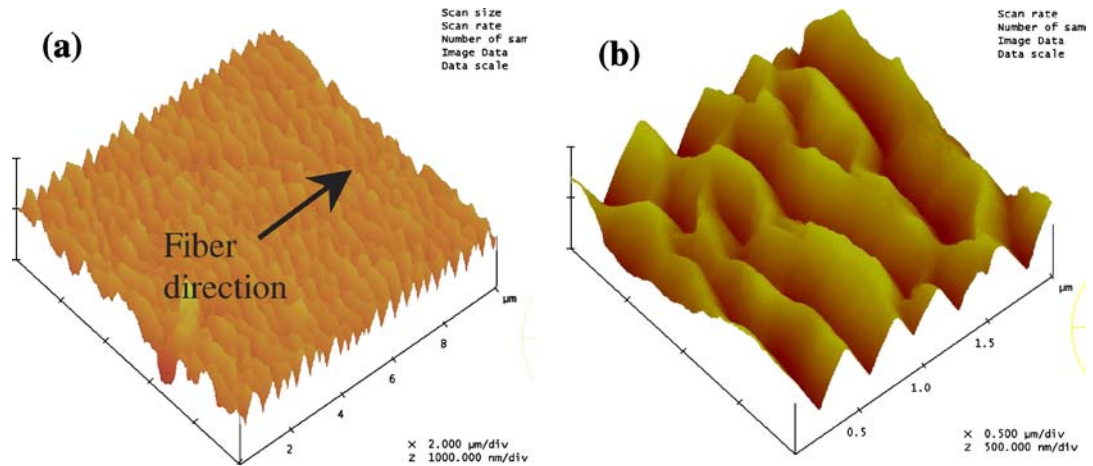 (a)
Scan size
Scan rate
Number of sam
Image Data
Data scale
Fiber
direction
µm
8
6
4
2
X 2.000 µm/div
Z 1000.000 nm/div
(b)
Scan rate
Number of same
Image Data
Data scale
µm
1.5
1.0
0.5
X 0.500 µm/div
Z 500.000 nm/div